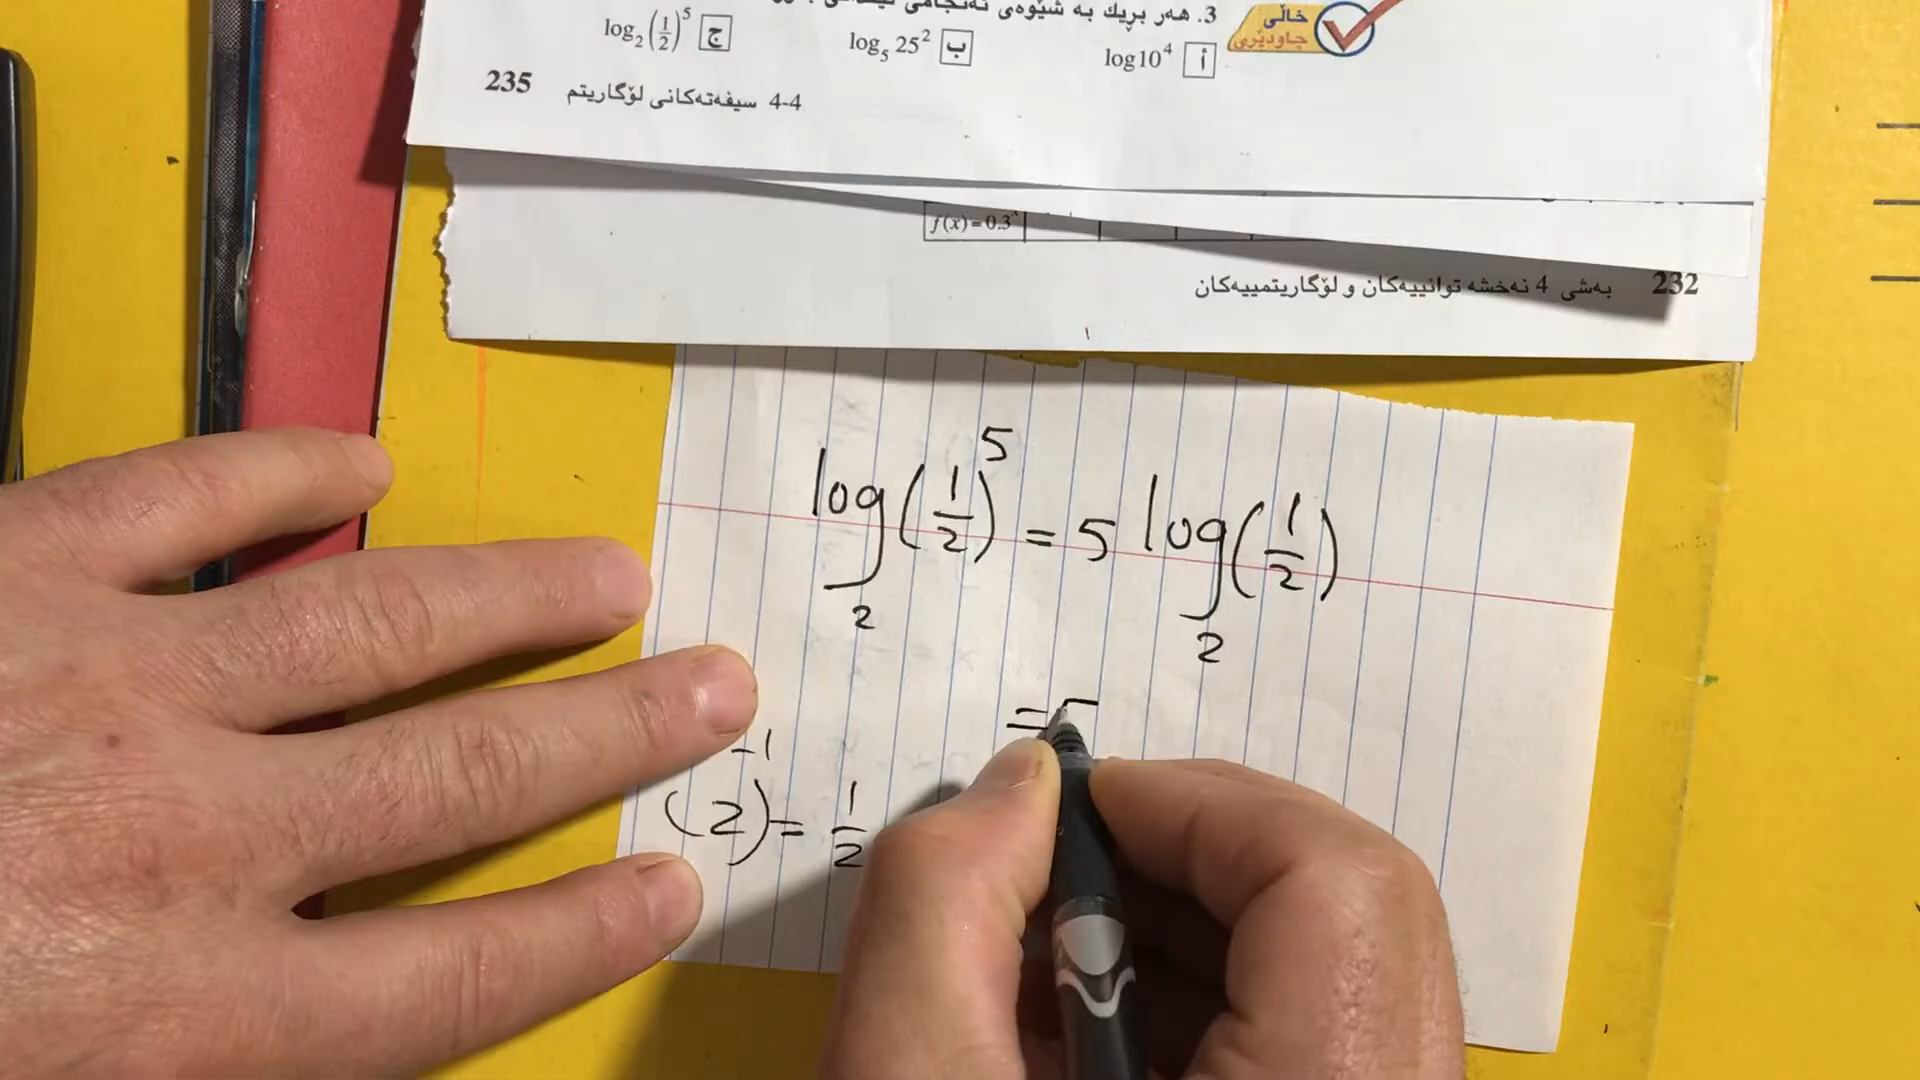 3. هەر بڕێك بە شێوەی ئەنجامی
خاڵی
چاودێری
أ log10⁴
ب log₅ 25²
ج log₂(1/2)⁵
4-4 سیفەتەکانی لۆگاریتم 235
f(x) = 0.3ˣ
232 بەشی 4 نەخشە توانییەکان و لۆگاریتمییەکان
log₂(1/2)⁵ = 5 log₂(1/2)
= 5
(2)⁻¹ = 1/2